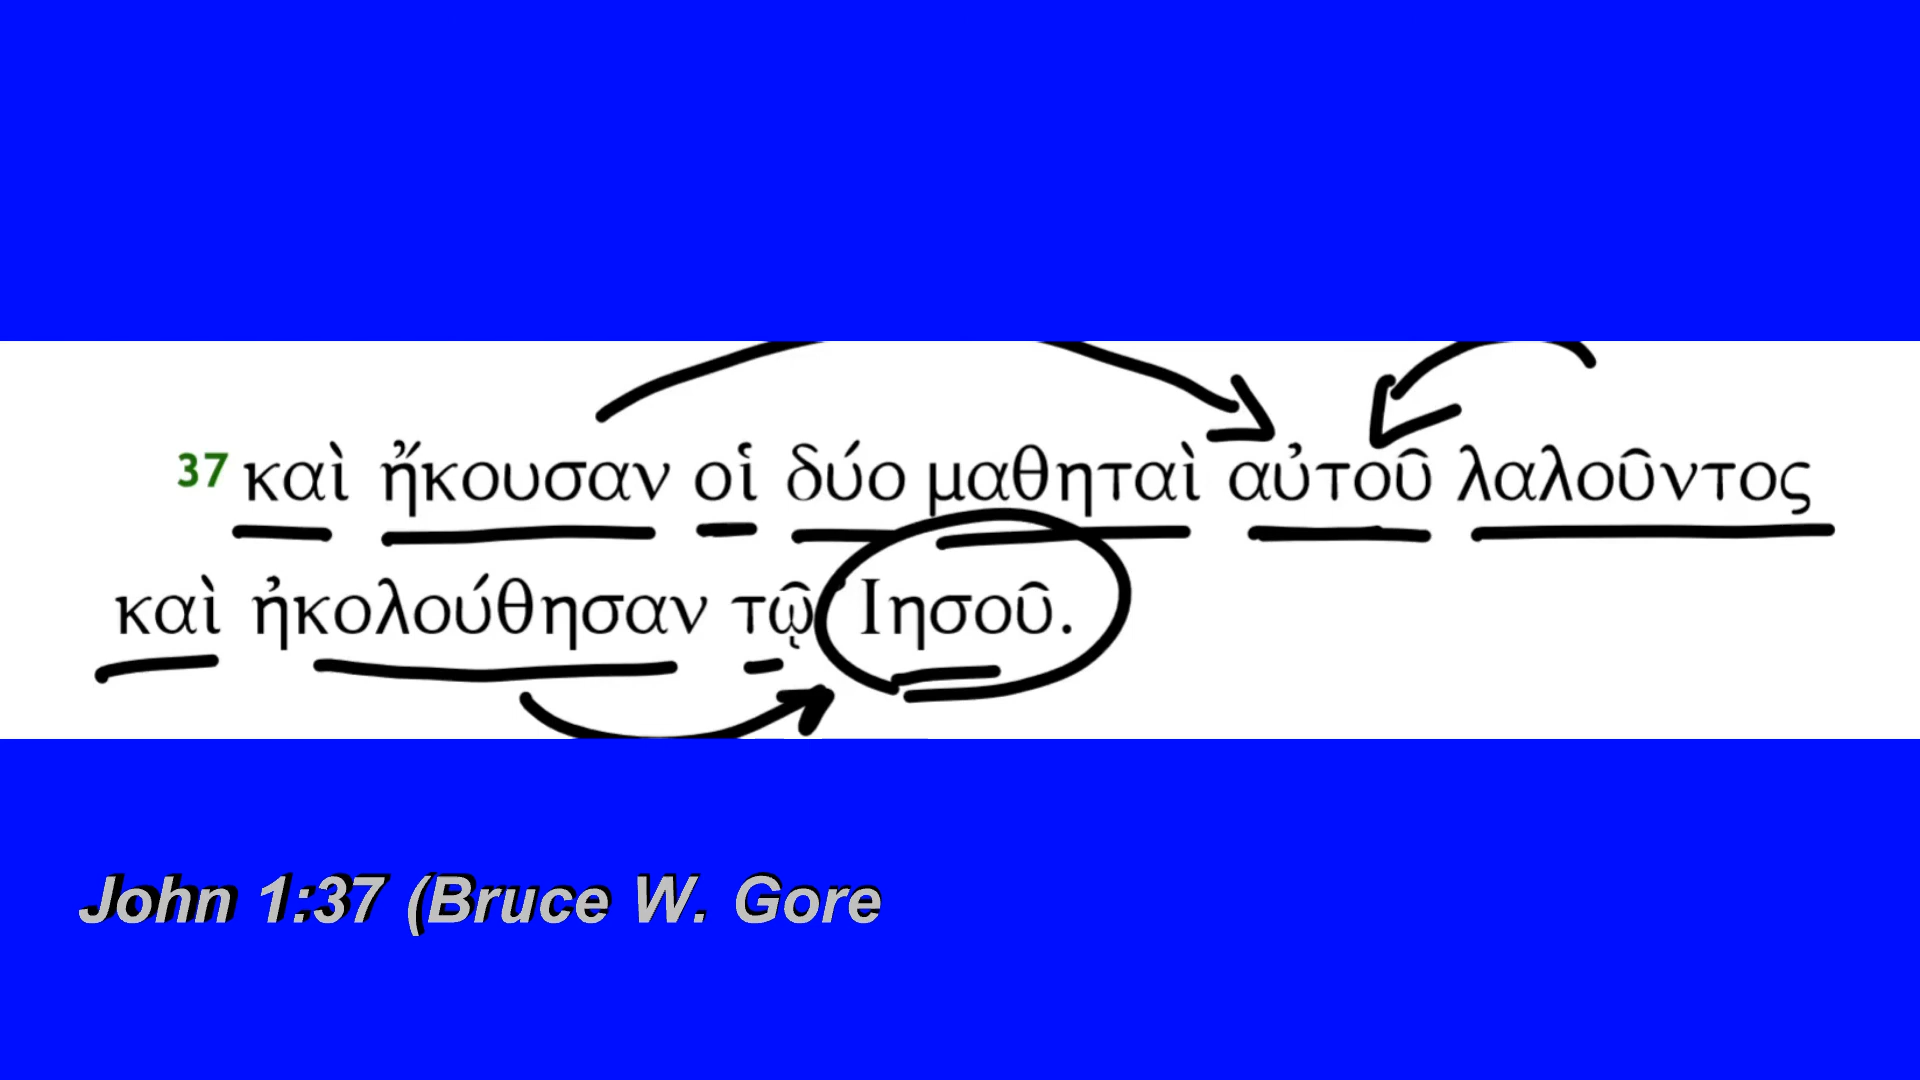 37 καὶ ἤκουσαν οἱ δύο μαθηταὶ αὐτοῦ λαλοῦντος
καὶ ἠκολούθησαν τῷ Ἰησοῦ.
John 1:37 (Bruce W. Gore